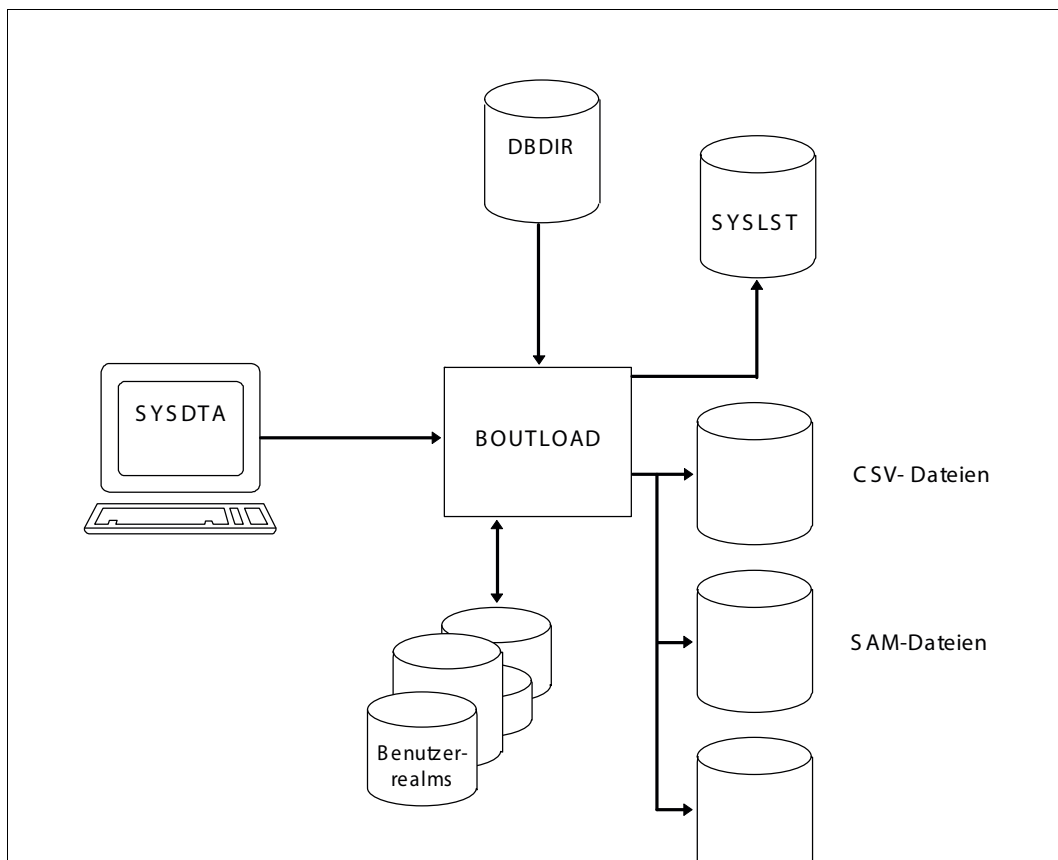 DBDIR
SYSLST
SYSDTA
BOUTLOAD
CSV- Dateien
SAM-Dateien
Benutzer-
realms